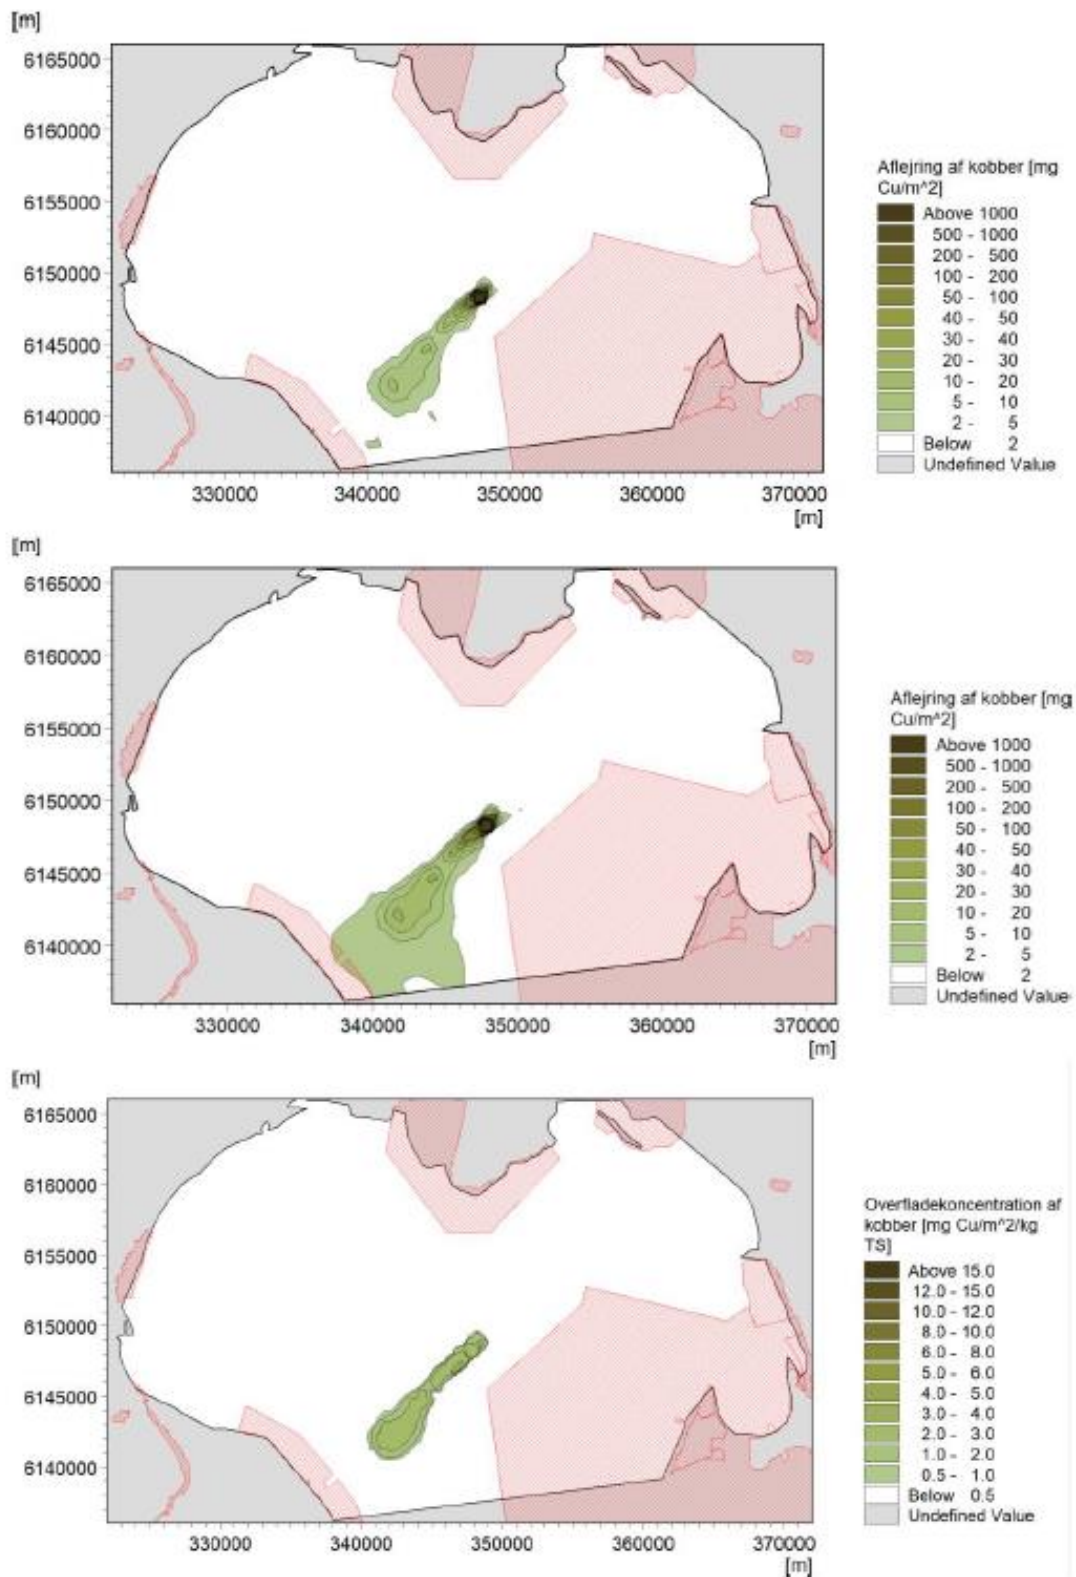 [m]
6165000
6160000
6155000
6150000
6145000
6140000
330000 340000 350000 360000 370000
[m]
Aflejring af kobber [mg
Cu/m^2]
Above 1000
500 - 1000
200 - 500
100 - 200
50 - 100
40 - 50
30 - 40
20 - 30
10 - 20
5 - 10
2 - 5
Below 2
Undefined Value
[m]
6165000
6160000
6155000
6150000
6145000
6140000
330000 340000 350000 360000 370000
[m]
Aflejring af kobber [mg
Cu/m^2]
Above 1000
500 - 1000
200 - 500
100 - 200
50 - 100
40 - 50
30 - 40
20 - 30
10 - 20
5 - 10
2 - 5
Below 2
Undefined Value
[m]
6165000
6160000
6155000
6150000
6145000
6140000
330000 340000 350000 360000 370000
[m]
Overfladekoncentration af
kobber [mg Cu/m^2/kg
TS]
Above 15.0
12.0 - 15.0
10.0 - 12.0
8.0 - 10.0
6.0 - 8.0
5.0 - 6.0
4.0 - 5.0
3.0 - 4.0
2.0 - 3.0
1.0 - 2.0
0.5 - 1.0
Below 0.5
Undefined Value